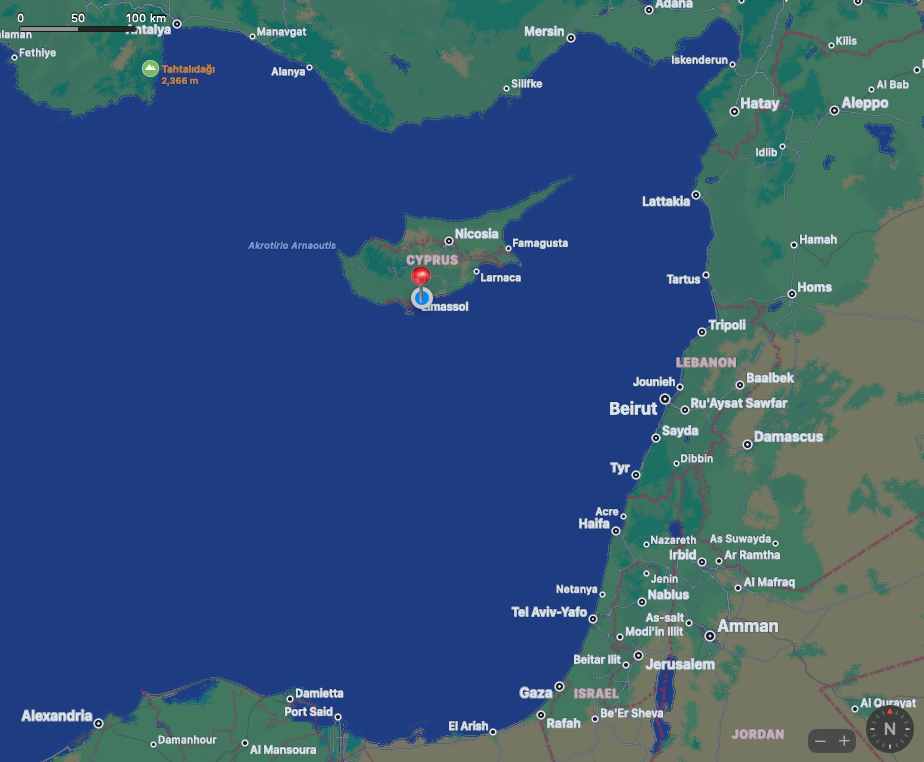 0 50 100 km
Antalya
Adana
Manavgat
Mersin
Kilis
Fethiye
Iskenderun
Tahtalıdağı
2,366 m
Alanya
Silifke
Al Bab
Hatay
Aleppo
Idlib
Lattakia
Nicosia
Hamah
Akrotírio Arnaoutis
Famagusta
CYPRUS
Larnaca
Tartus
Homs
Limassol
Tripoli
LEBANON
Jounieh
Baalbek
Beirut
Ru'Aysat Sawfar
Sayda
Damascus
Dibbin
Tyr
Acre
Haifa
Nazareth
As Suwayda
Irbid
Ar Ramtha
Jenin
Al Mafraq
Netanya
Nablus
Tel Aviv-Yafo
As-salt
Amman
Modi'in Illit
Beitar Ilit
Jerusalem
Gaza
ISRAEL
Damietta
Port Said
Alexandria
Be'Er Sheva
Al Qurayat
El Arish
Rafah
N
Damanhour
Al Mansoura
JORDAN
− +